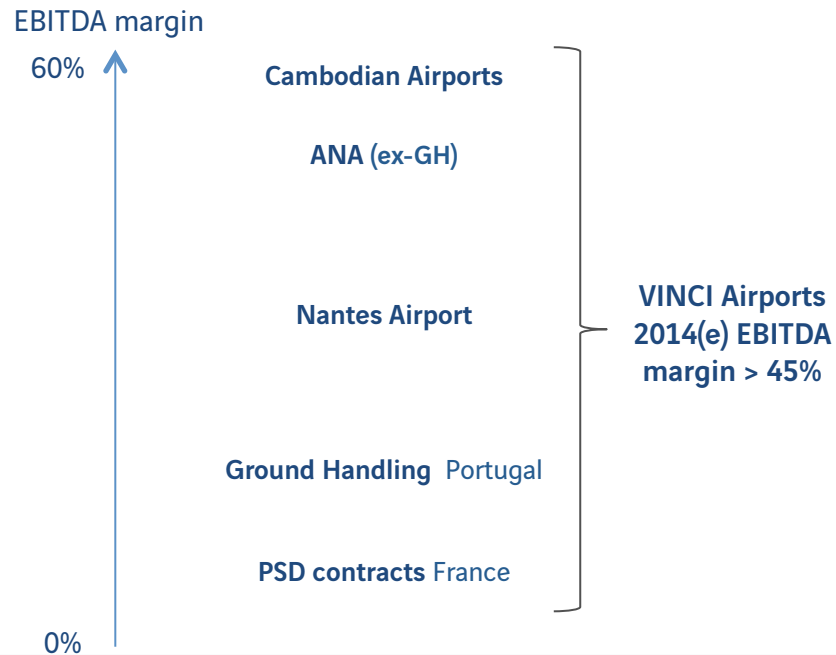 EBITDA margin
60%
Cambodian Airports
ANA (ex-GH)
Nantes Airport
VINCI Airports
2014(e) EBITDA
margin > 45%
Ground Handling Portugal
PSD contracts France
0%